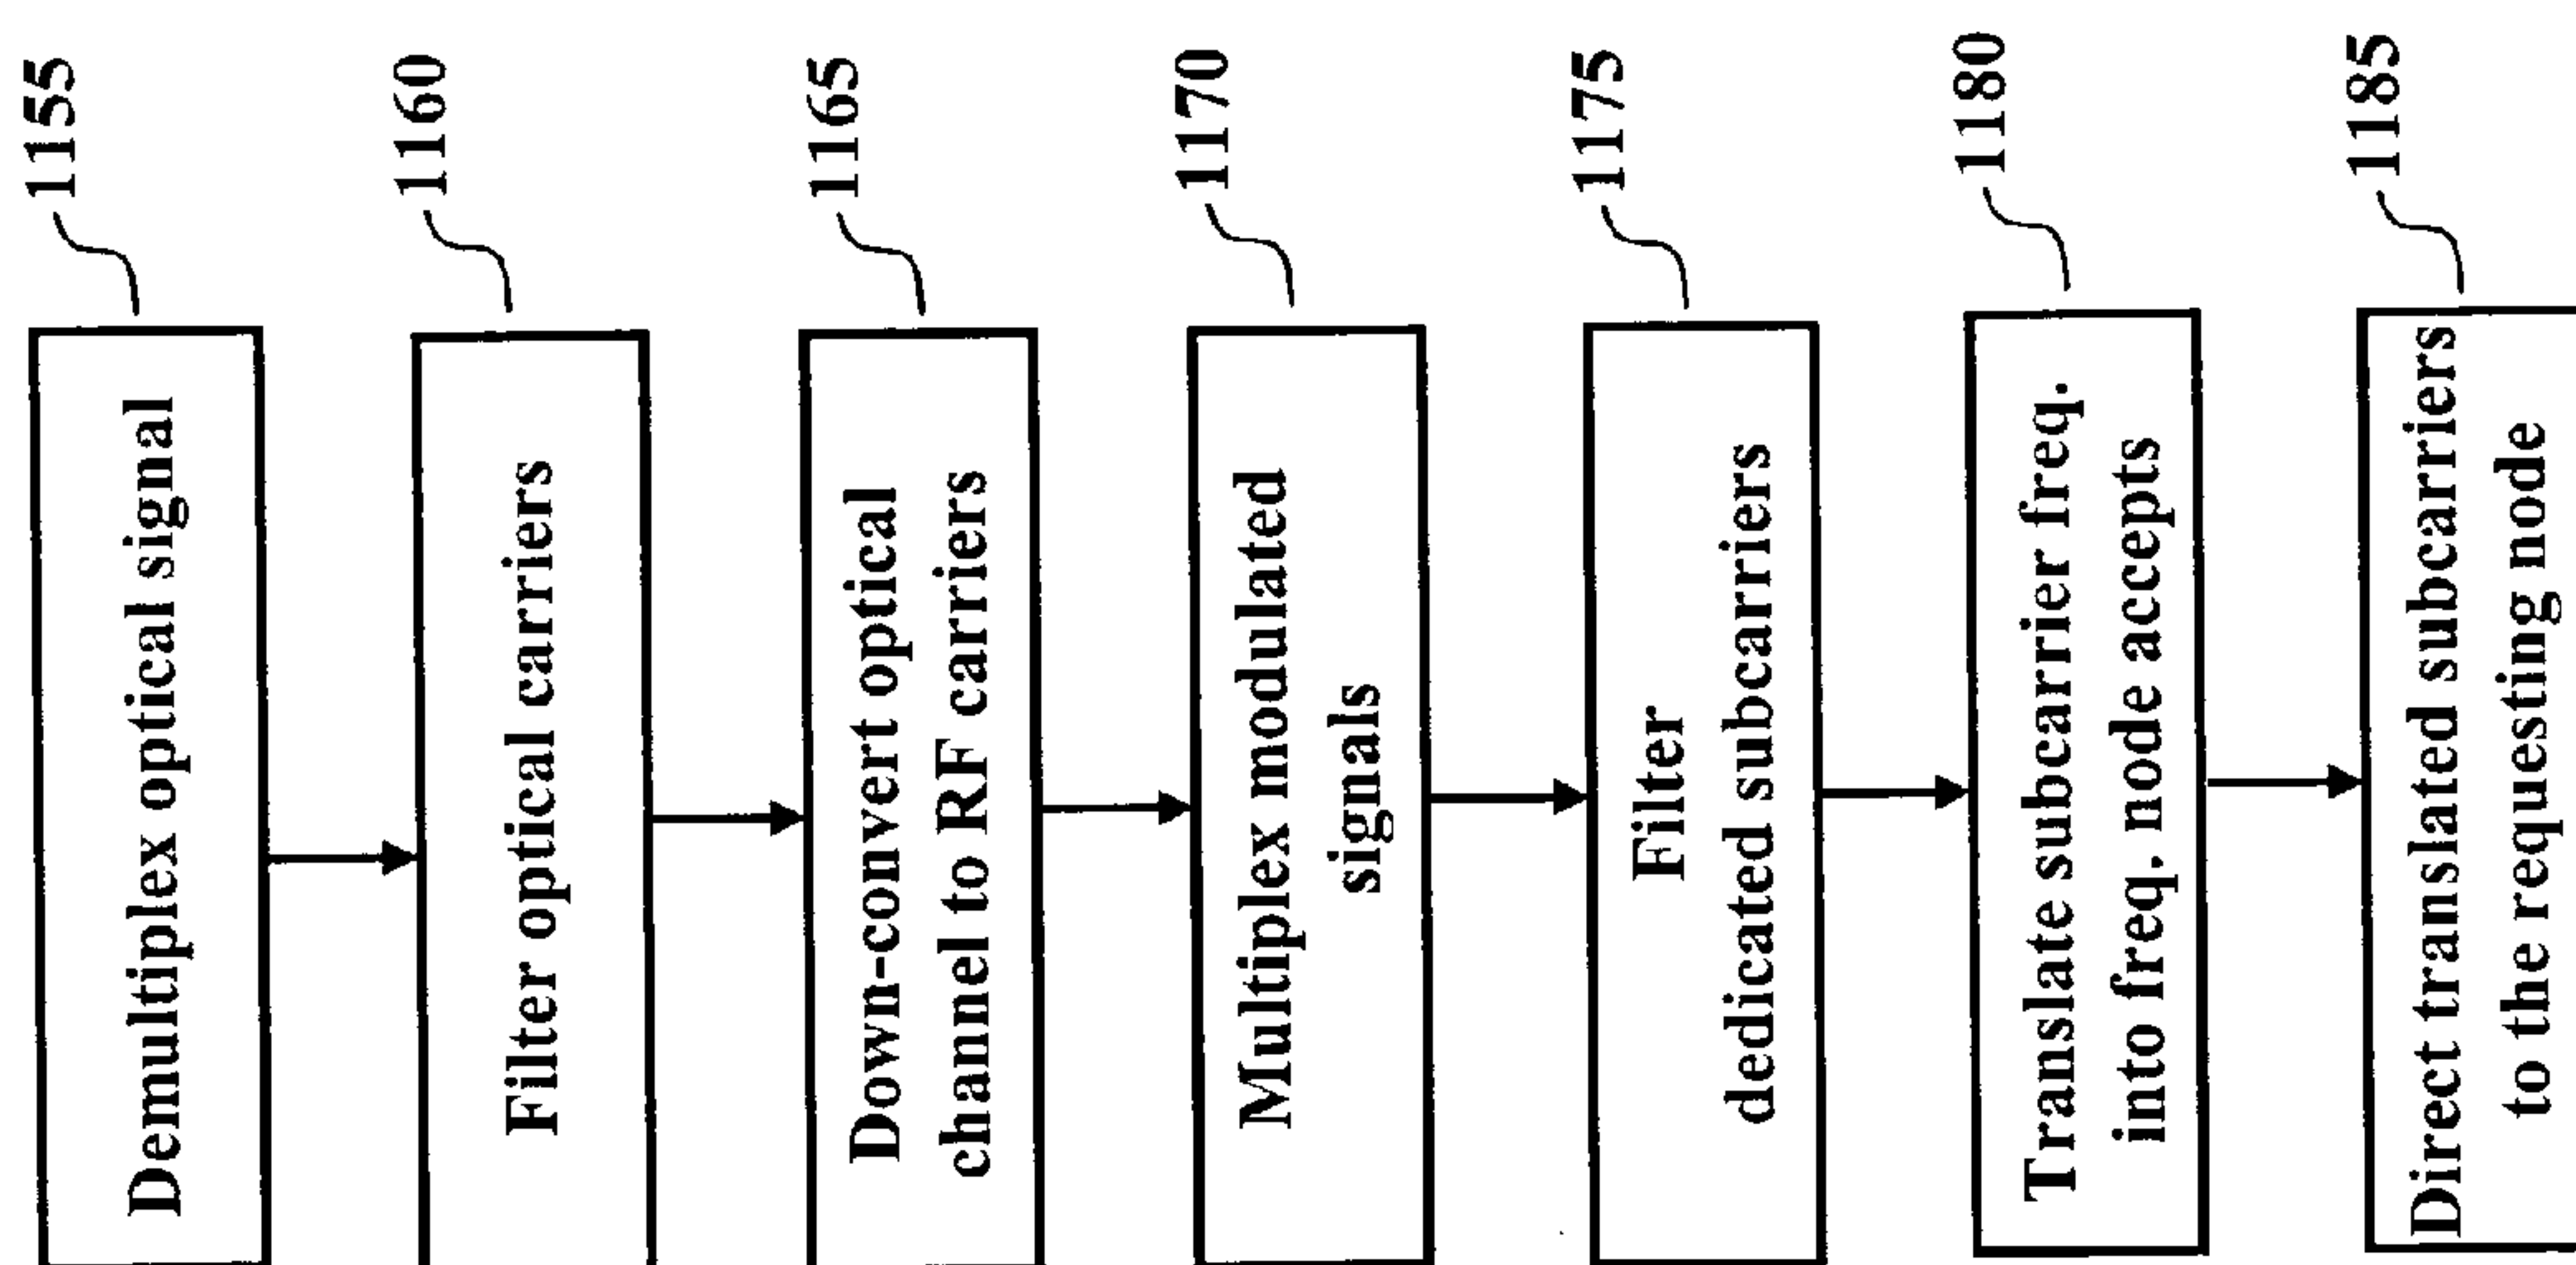 1155
Demultiplex optical signal
1160
Filter optical carriers
1165
Down-convert optical
channel to RF carriers
1170
Multiplex modulated
signals
1175
Filter
dedicated subcarriers
1180
Translate subcarrier freq.
into freq. node accepts
1185
Direct translated subcarriers
to the requesting node